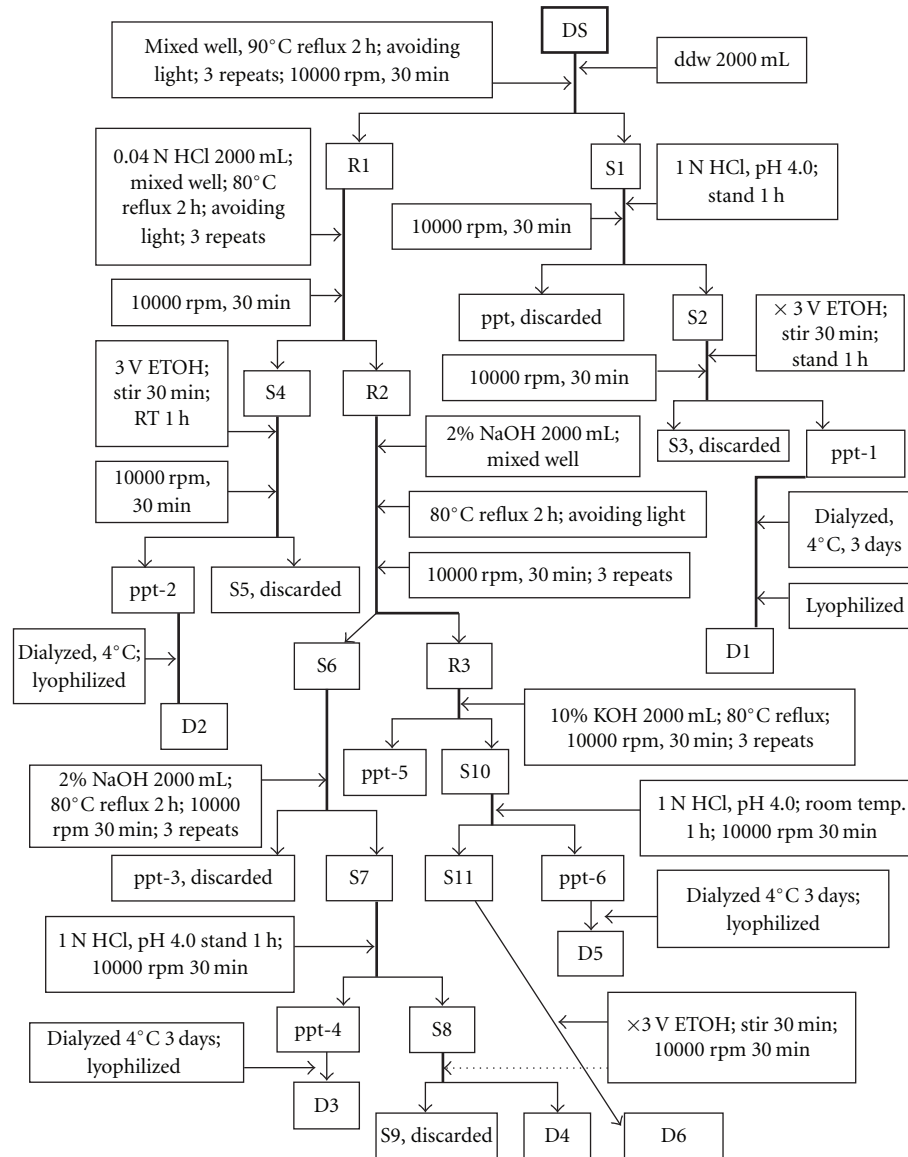 DS
Mixed well, 90°C reflux 2 h; avoiding
light; 3 repeats; 10000 rpm, 30 min
ddw 2000 mL
R1
S1
0.04 N HCl 2000 mL;
mixed well; 80°C
reflux 2 h; avoiding
light; 3 repeats
1 N HCl, pH 4.0;
stand 1 h
10000 rpm, 30 min
10000 rpm, 30 min
ppt, discarded
S2
× 3 V ETOH;
stir 30 min;
stand 1 h
10000 rpm, 30 min
3 V ETOH;
stir 30 min;
RT 1 h
S4
R2
S3, discarded
ppt-1
2% NaOH 2000 mL;
mixed well
10000 rpm,
30 min
80°C reflux 2 h; avoiding light
Dialyzed,
4°C, 3 days
10000 rpm, 30 min; 3 repeats
ppt-2
S5, discarded
Lyophilized
Dialyzed, 4°C;
lyophilized
S6
R3
D1
D2
10% KOH 2000 mL; 80°C reflux;
10000 rpm, 30 min; 3 repeats
ppt-5
S10
2% NaOH 2000 mL;
80°C reflux 2 h; 10000
rpm 30 min; 3 repeats
1 N HCl, pH 4.0; room temp.
1 h; 10000 rpm 30 min
ppt-3, discarded
S7
S11
ppt-6
Dialyzed 4°C 3 days;
lyophilized
1 N HCl, pH 4.0 stand 1 h;
10000 rpm 30 min
D5
ppt-4
S8
×3 V ETOH; stir 30 min;
10000 rpm 30 min
Dialyzed 4°C 3 days;
lyophilized
D3
S9, discarded
D4
D6